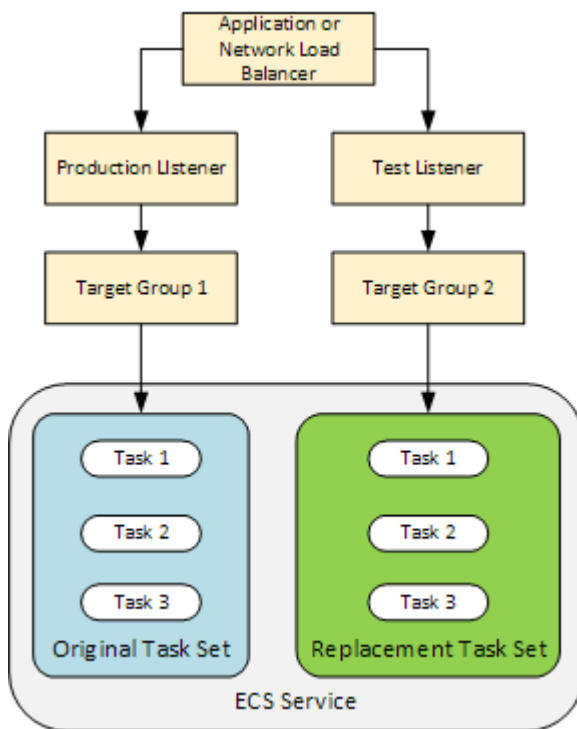 Application or
Network Load
Balancer
Production LIstener
Test Listener
Target Group 1
Target Group 2
Task 1
Task 2
Task 3
Original Task Set
Task 1
Task 2
Task 3
Replacement Task Set
ECS Service